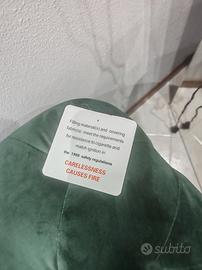 Filling material(s) and covering
fabric(s) meet the requirements
for resistance to cigarette and
match ignition in
the 1988 safety regulations
CARELESSNESS
CAUSES FIRE
subito